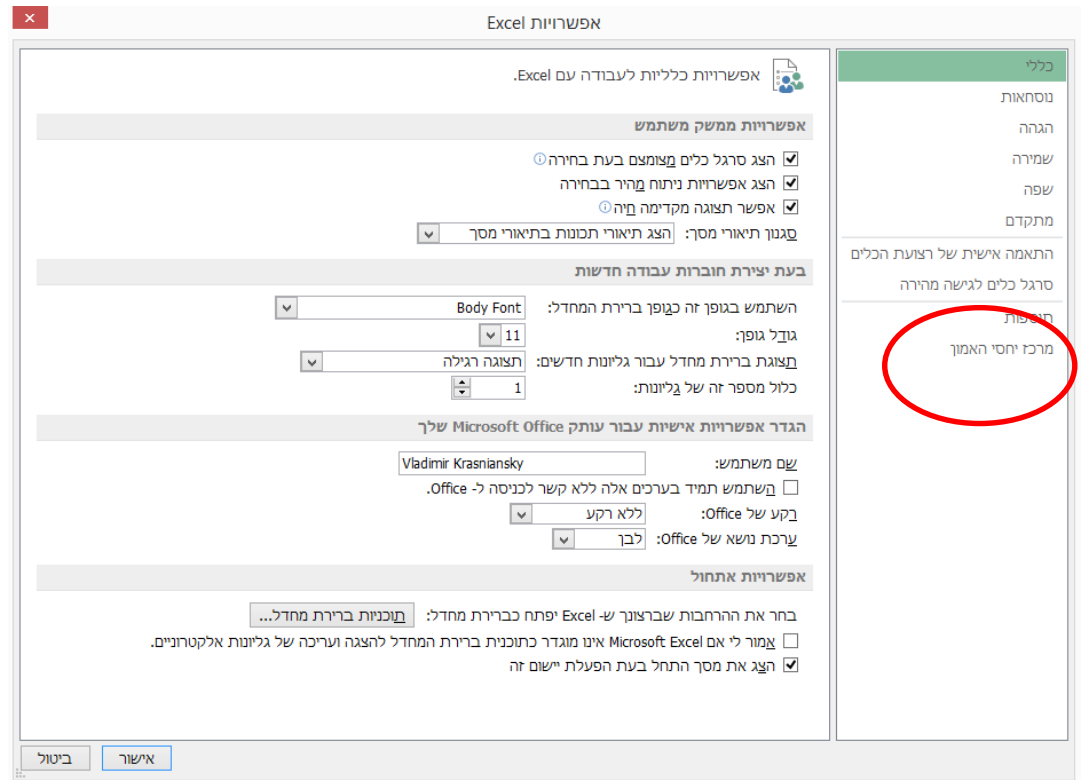 אפשרויות Excel
כללי
נוסחאות
הגהה
שמירה
שפה
מתקדם
התאמה אישית של רצועת הכלים
סרגל כלים לגישה מהירה
תוספות
מרכז יחסי האמון
אפשרויות כלליות לעבודה עם Excel.
אפשרויות ממשק משתמש
הצג סרגל כלים מצומצם בעת בחירה
הצג אפשרויות ניתוח מהיר בבחירה
אפשר תצוגה מקדימה חיה
סגנון תיאורי מסך: הצג תיאורי תכונות בתיאורי מסך
בעת יצירת חוברות עבודה חדשות
השתמש בגופן זה כגופן ברירת המחדל: Body Font
גודל גופן: 11
תצוגת ברירת מחדל עבור גליונות חדשים: תצוגה רגילה
כלול מספר זה של גליונות: 1
הגדר אפשרויות אישיות עבור עותק Microsoft Office שלך
שם משתמש: Vladimir Krasniansky
השתמש תמיד בערכים אלה ללא קשר לכניסה ל- Office.
רקע של Office: ללא רקע
ערכת נושא של Office: לבן
אפשרויות אתחול
בחר את ההרחבות שברצונך ש- Excel יפתח כברירת מחדל: תוכניות ברירת מחדל...
אמור לי אם Microsoft Excel אינו מוגדר כתוכנית ברירת המחדל להצגה ועריכה של גליונות אלקטרוניים.
הצג את מסך התחל בעת הפעלת יישום זה
אישור ביטול